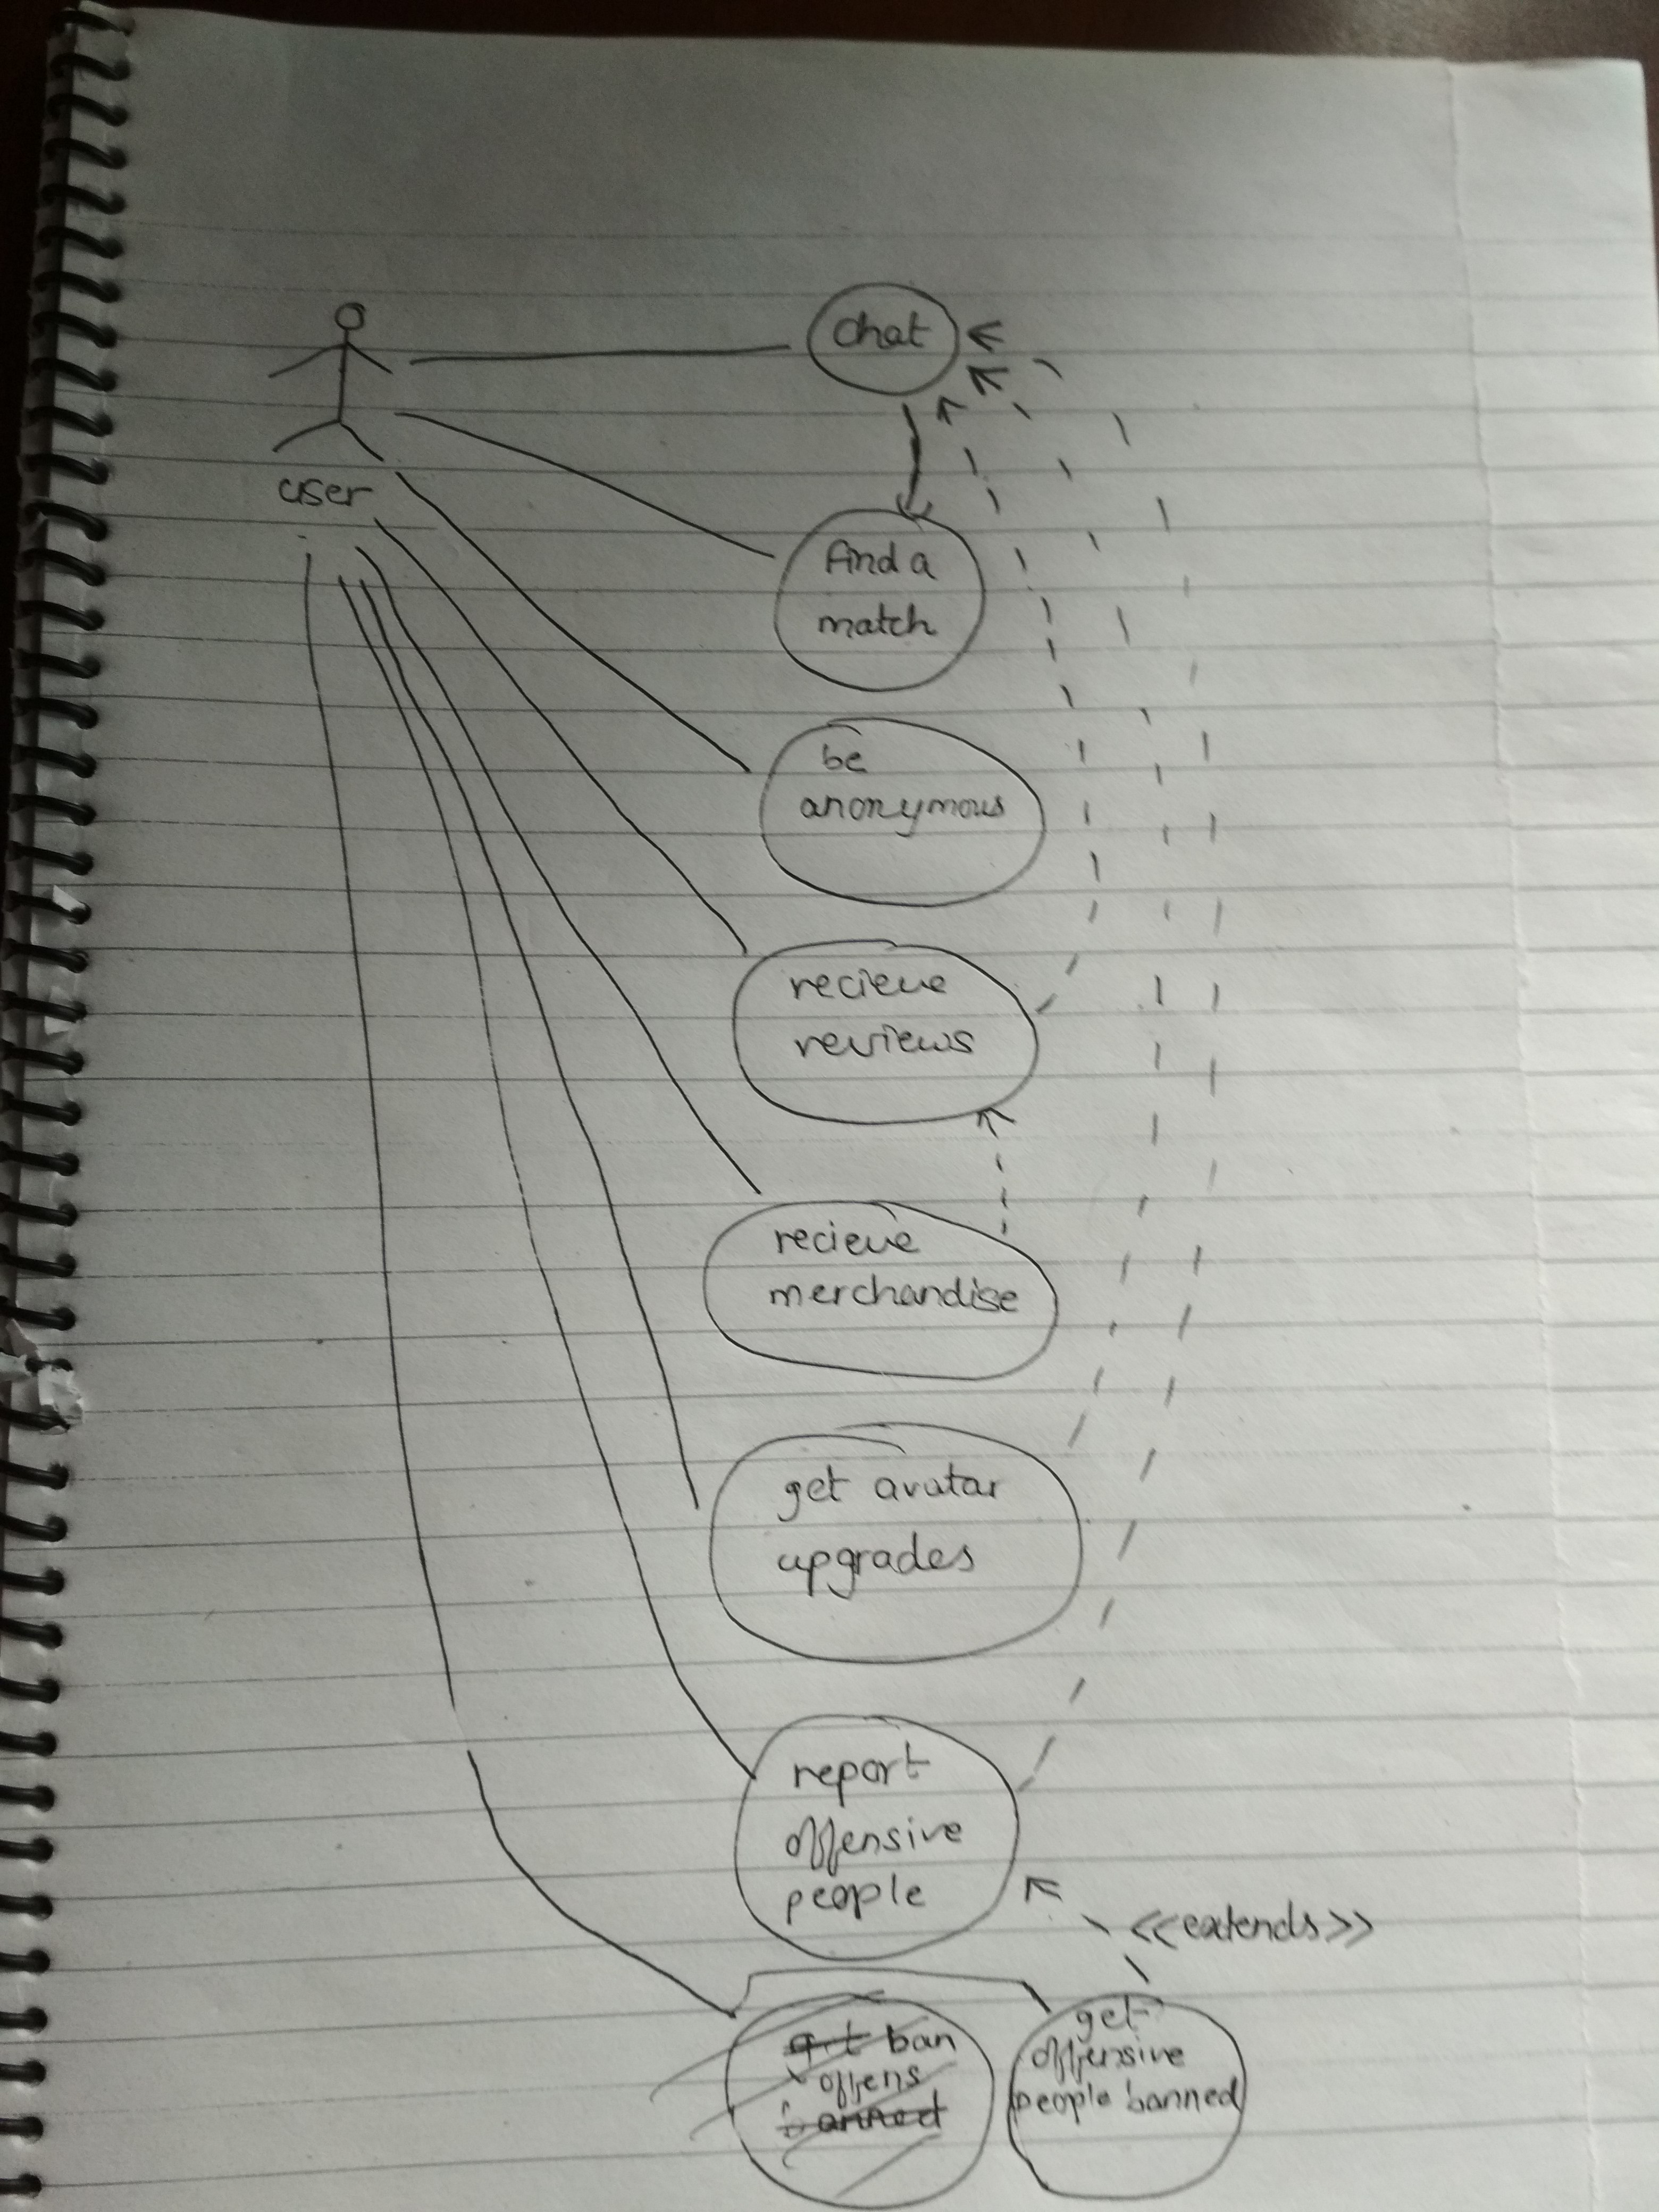 chat
user
find a
match
be
anonymous
recieve
reviews
recieve
merchandise
get avatar
upgrades
report
offensive
people
<<extends>>
get
offensive
people banned
get ban
offens
banned